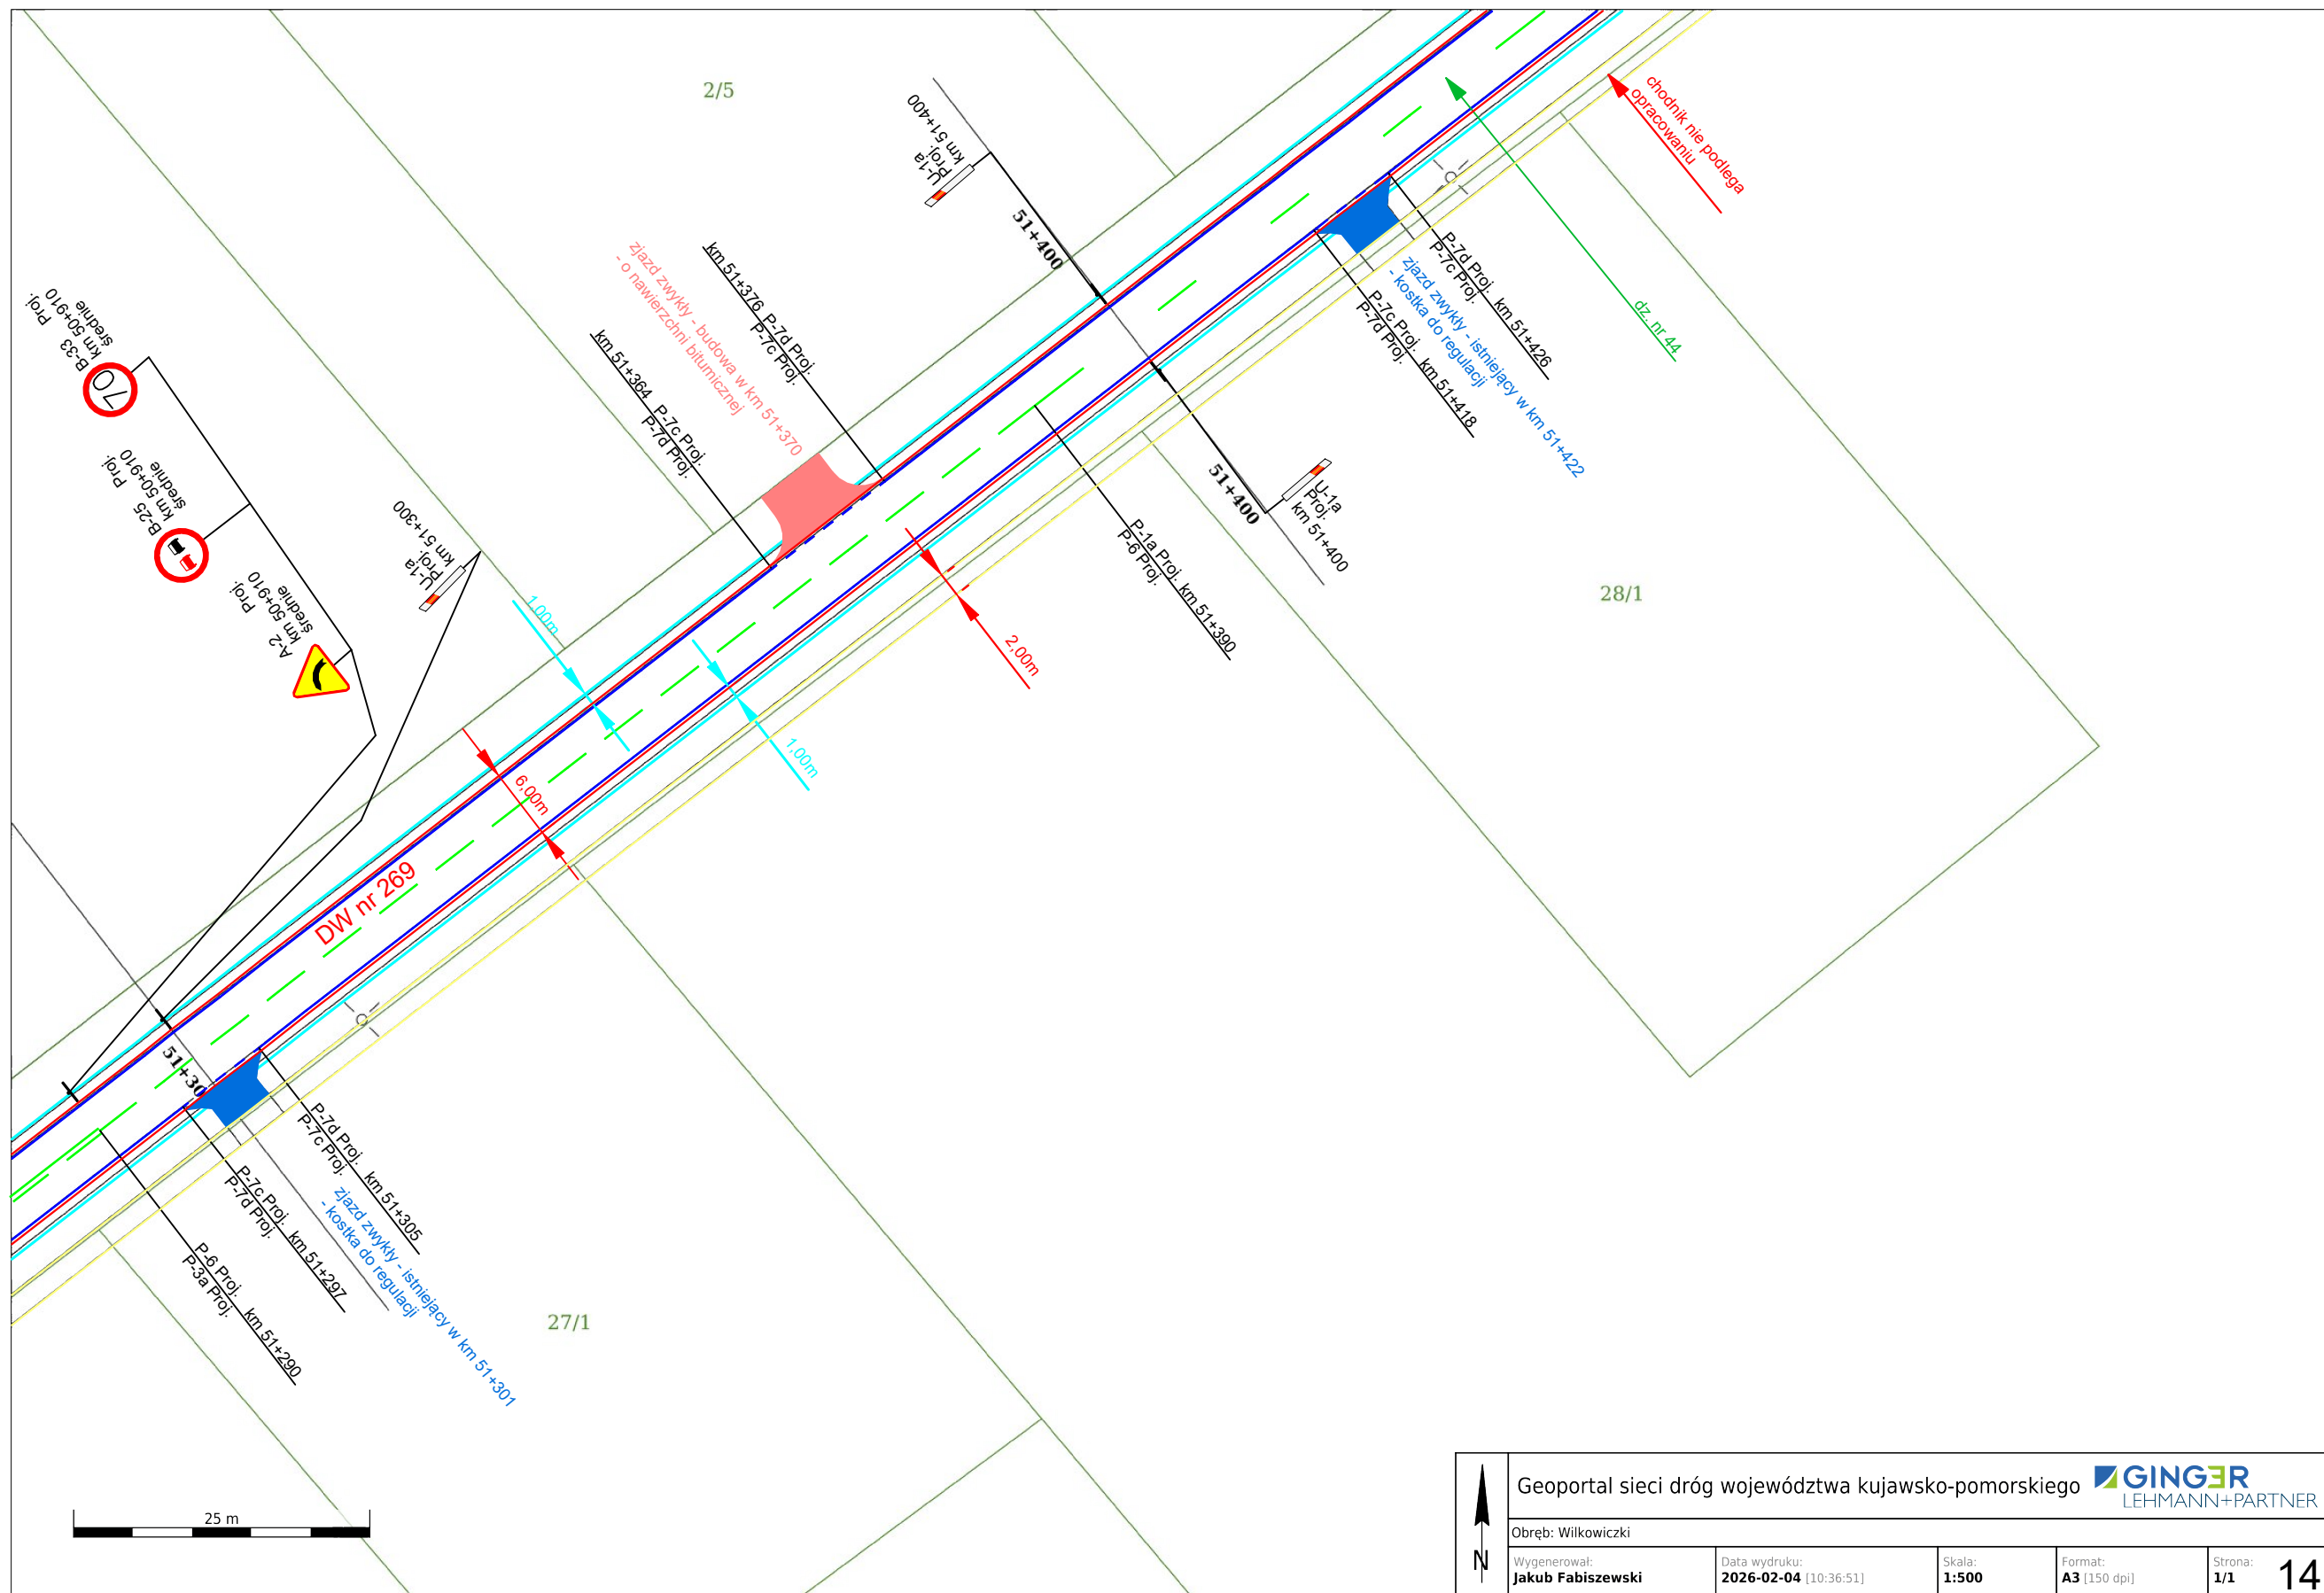 2/5
chodnik nie podlega
opracowaniu
U-1a
Proj.
km 51+400
51+400
km 51+376 P-7d Proj.
P-7c Proj.
zjazd zwykły - budowa w km 51+370
- o nawierzchni bitumicznej
km 51+364 P-7c Proj.
P-7d Proj.
P-7d Proj. km 51+426
P-7c Proj.
zjazd zwykły - istniejący w km 51+422
- kostka do regulacji
P-7c Proj. km 51+418
P-7d Proj.
dz. nr 44
B-33
Proj.
km 50+910
średnie
70
B-25
Proj.
km 50+910
średnie
A-2
Proj.
km 50+910
średnie
U-1a
Proj.
km 51+300
51+400
U-1a
Proj.
km 51+400
P-1a Proj. km 51+390
P-6 Proj.
28/1
1,00m
2,00m
1,00m
6,00m
DW nr 269
51+30
P-7d Proj. km 51+305
P-7c Proj.
zjazd zwykły - istniejący w km 51+301
- kostka do regulacji
P-7c Proj. km 51+297
P-7d Proj.
P-6 Proj. km 51+290
P-3a Proj.
27/1
25 m
N
Geoportal sieci dróg województwa kujawsko-pomorskiego
GINGER
LEHMANN+PARTNER
Obręb: Wilkowiczki
Wygenerował: Data wydruku: Skala: Format: Strona:
Jakub Fabiszewski 2026-02-04 [10:36:51] 1:500 A3 [150 dpi] 1/1 14